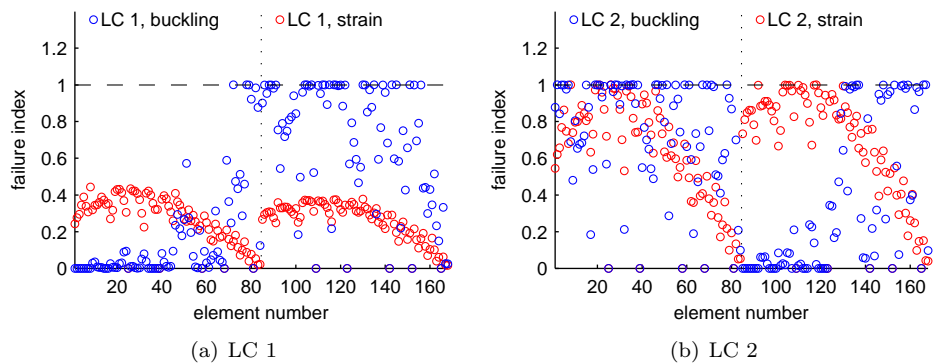 LC 1, buckling
LC 1, strain
1.2
1
0.8
0.6
0.4
0.2
0
failure index
20 40 60 80 100 120 140 160
element number
(a) LC 1
LC 2, buckling
LC 2, strain
1.2
1
0.8
0.6
0.4
0.2
0
failure index
20 40 60 80 100 120 140 160
element number
(b) LC 2